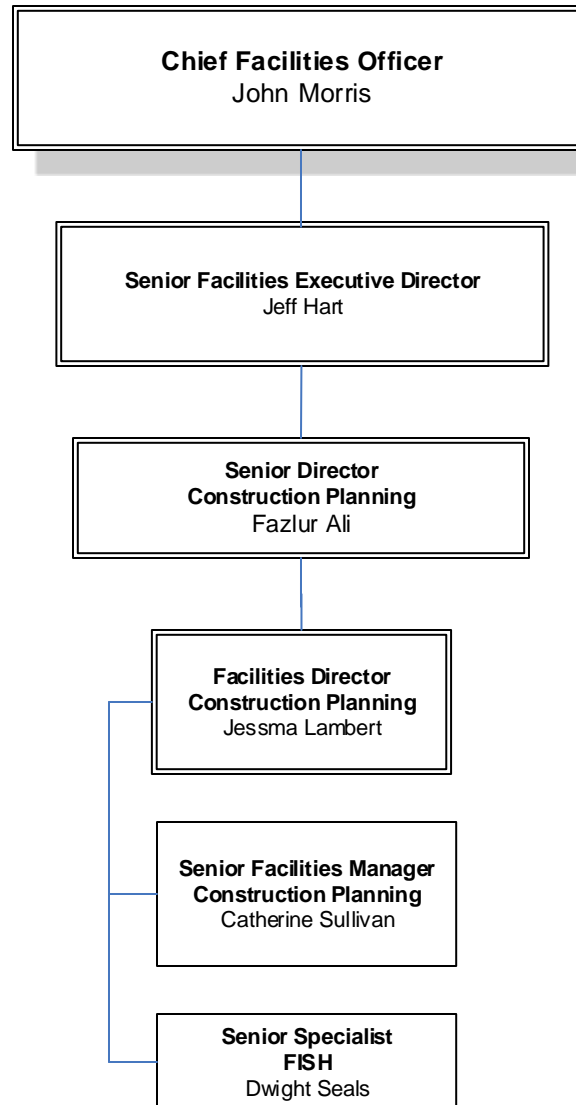 Chief Facilities Officer
John Morris
Senior Facilities Executive Director
Jeff Hart
Senior Director
Construction Planning
Fazlur Ali
Facilities Director
Construction Planning
Jessma Lambert
Senior Facilities Manager
Construction Planning
Catherine Sullivan
Senior Specialist
FISH
Dwight Seals